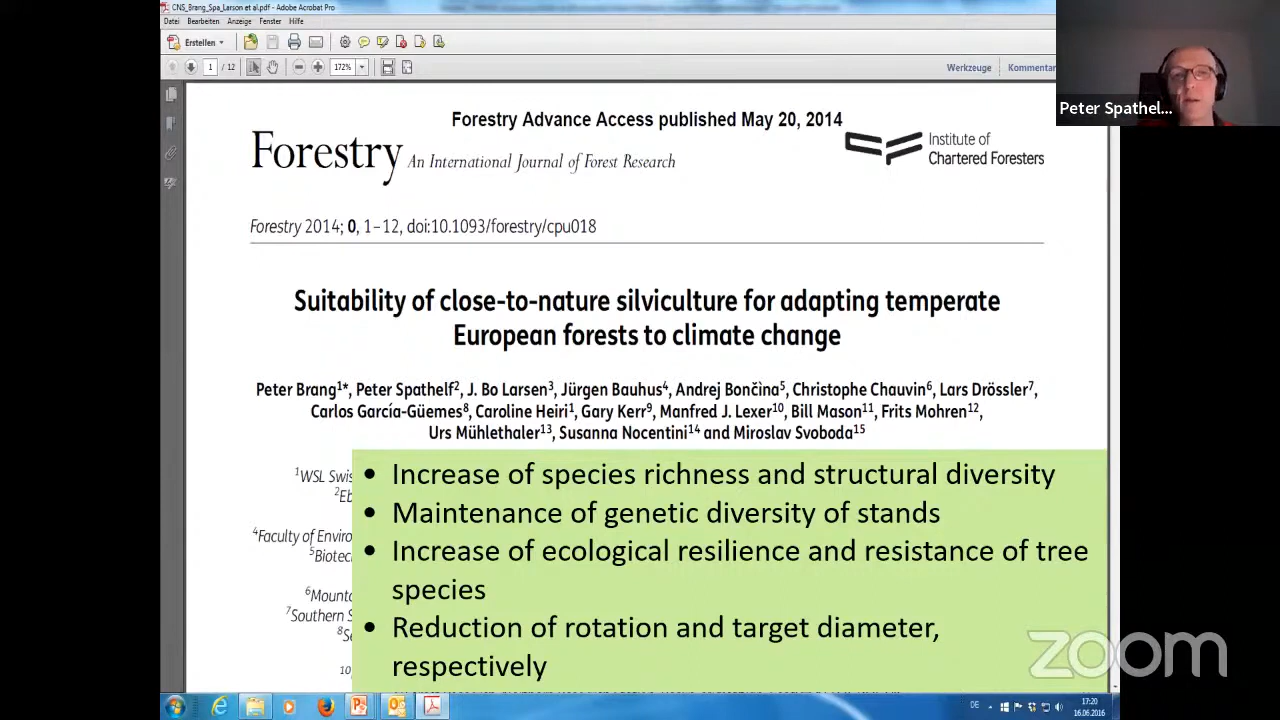 CNS_Brang_Spa_Larson et al.pdf - Adobe Acrobat Pro
Datei Bearbeiten Anzeige Fenster Hilfe
Erstellen
1 / 12 172% Werkzeuge Kommentar
Peter Spathel...
Forestry Advance Access published May 20, 2014
Forestry An International Journal of Forest Research
Institute of
Chartered Foresters
Forestry 2014; 0, 1–12, doi:10.1093/forestry/cpu018
Suitability of close-to-nature silviculture for adapting temperate
European forests to climate change
Peter Brang1*, Peter Spathelf2, J. Bo Larsen3, Jürgen Bauhus4, Andrej Bončìna5, Christophe Chauvin6, Lars Drössler7,
Carlos García-Güemes8, Caroline Heiri1, Gary Kerr9, Manfred J. Lexer10, Bill Mason11, Frits Mohren12,
Urs Mühlethaler13, Susanna Nocentini14 and Miroslav Svoboda15
1WSL Swis
2Eb
4Faculty of Enviro
5Biotec
6Mount
7Southern S
8Se
10
• Increase of species richness and structural diversity
• Maintenance of genetic diversity of stands
• Increase of ecological resilience and resistance of tree
species
• Reduction of rotation and target diameter,
respectively
zoom
DE
17:20
16.06.2016